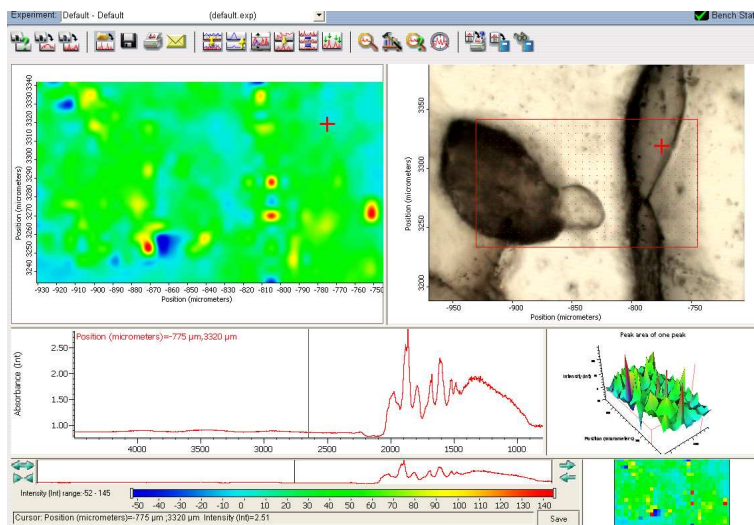 Experiment: Default - Default (default.exp) Bench Stat
3240 3250 3260 3270 3280 3290 3300 3310 3320 3330 3340
Position (micrometers)
-930 -920 -910 -900 -890 -880 -870 -860 -850 -840 -830 -820 -810 -800 -790 -780 -770 -760 -750
Position (micrometers)
3200 3250 3300 3350
Position (micrometers)
-950 -900 -850 -800 -750
Position (micrometers)
Position (micrometers)=-775 µm,3320 µm
Absorbance (Int)
2.50
2.00
1.50
1.00
4000 3000 2000 1000
Peak area of one peak
Intensity (Int)
Position (micrometers)
Intensity (Int) range:-52 - 145
-50 -40 -30 -20 -10 0 10 20 30 40 50 60 70 80 90 100 110 120 130 140
Cursor: Position (micrometers)=-775 µm ;3320 µm Intensity (Int)=2.51
Save